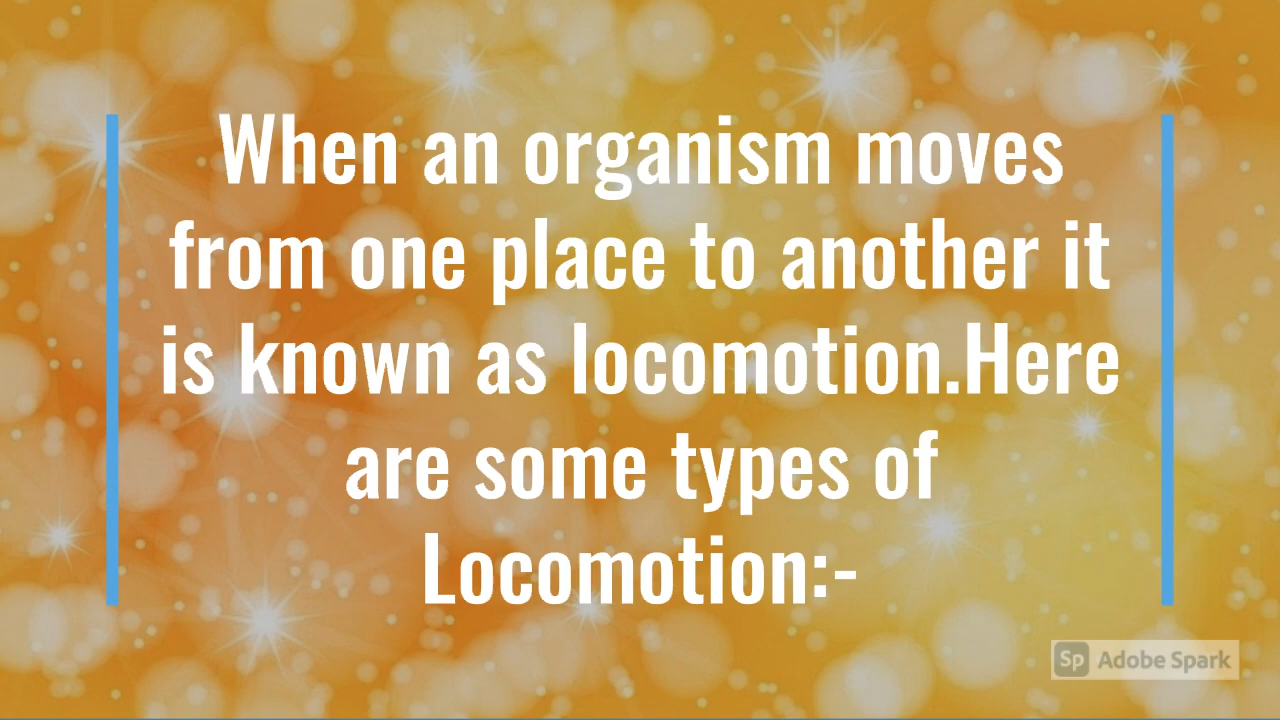 When an organism moves
from one place to another it
is known as locomotion.Here
are some types of
Locomotion:-
Sp Adobe Spark